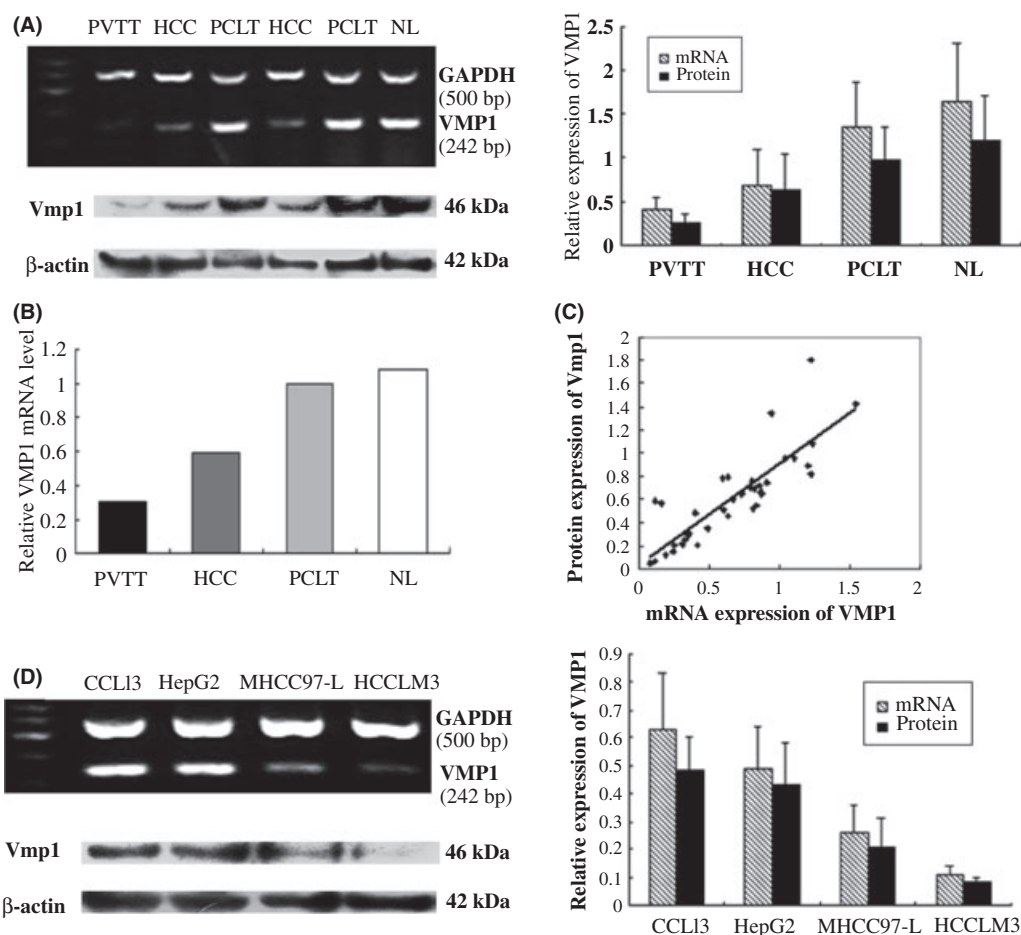 (A)
PVTT HCC PCLT HCC PCLT NL
GAPDH
(500 bp)
VMP1
(242 bp)
Vmp1
46 kDa
β-actin
42 kDa
Relative expression of VMP1
2.5
2
1.5
1
0.5
0
mRNA
Protein
PVTT HCC PCLT NL
(B)
Relative VMP1 mRNA level
1.2
1
0.8
0.6
0.4
0.2
0
PVTT HCC PCLT NL
(C)
Protein expression of Vmp1
2
1.8
1.6
1.4
1.2
1
0.8
0.6
0.4
0.2
0
0 0.5 1 1.5 2
mRNA expression of VMP1
(D)
CCL13 HepG2 MHCC97-L HCCLM3
GAPDH
(500 bp)
VMP1
(242 bp)
Vmp1
46 kDa
β-actin
42 kDa
Relative expression of VMP1
0.9
0.8
0.7
0.6
0.5
0.4
0.3
0.2
0.1
0
mRNA
Protein
CCL13 HepG2 MHCC97-L HCCLM3